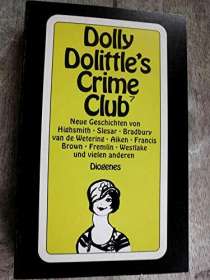 Dolly
Dolittle's
Crime
Club 7
Neue Geschichten von
Highsmith · Slesar · Bradbury
van de Wetering · Aiken · Francis
Brown · Fremlin · Westlake
und vielen anderen
Diogenes